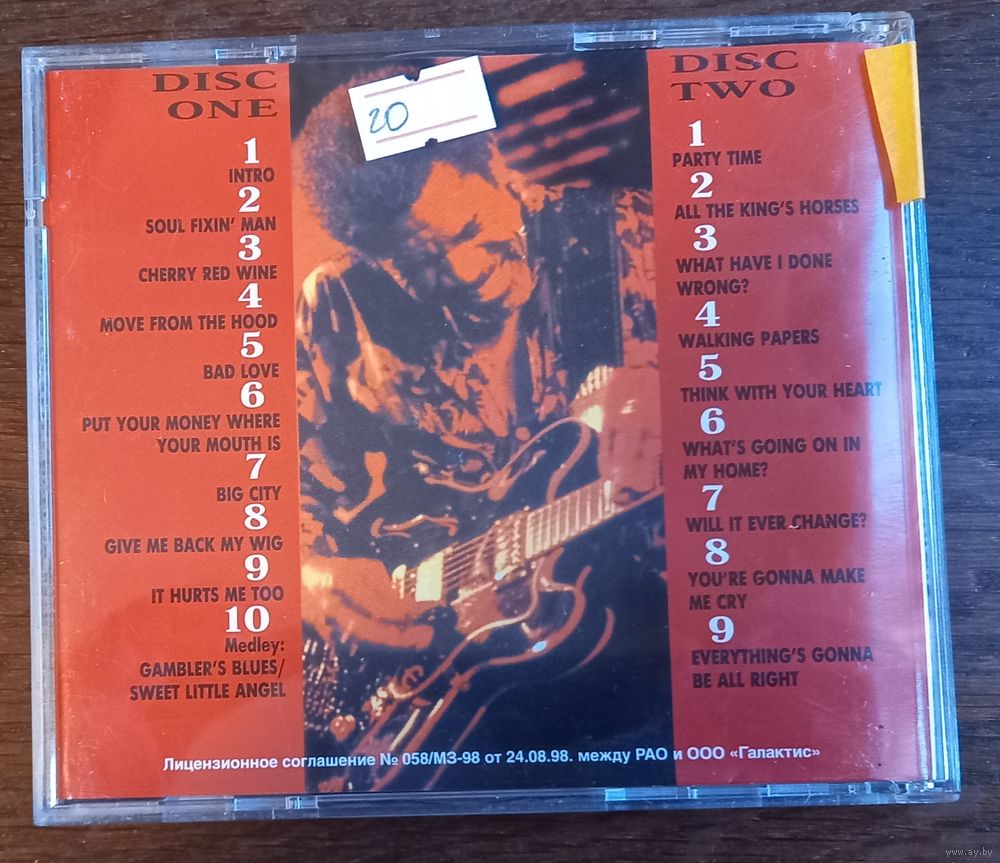 DISC
ONE
1
INTRO
2
SOUL FIXIN' MAN
3
CHERRY RED WINE
4
MOVE FROM THE HOOD
5
BAD LOVE
6
PUT YOUR MONEY WHERE
YOUR MOUTH IS
7
BIG CITY
8
GIVE ME BACK MY WIG
9
IT HURTS ME TOO
10
Medley:
GAMBLER'S BLUES/
SWEET LITTLE ANGEL
20
DISC
TWO
1
PARTY TIME
2
ALL THE KING'S HORSES
3
WHAT HAVE I DONE
WRONG?
4
WALKING PAPERS
5
THINK WITH YOUR HEART
6
WHAT'S GOING ON IN
MY HOME?
7
WILL IT EVER CHANGE?
8
YOU'RE GONNA MAKE
ME CRY
9
EVERYTHING'S GONNA
BE ALL RIGHT
Лицензионное соглашение № 058/МЗ-98 от 24.08.98. между РАО и ООО «Галактис»
www.ay.by